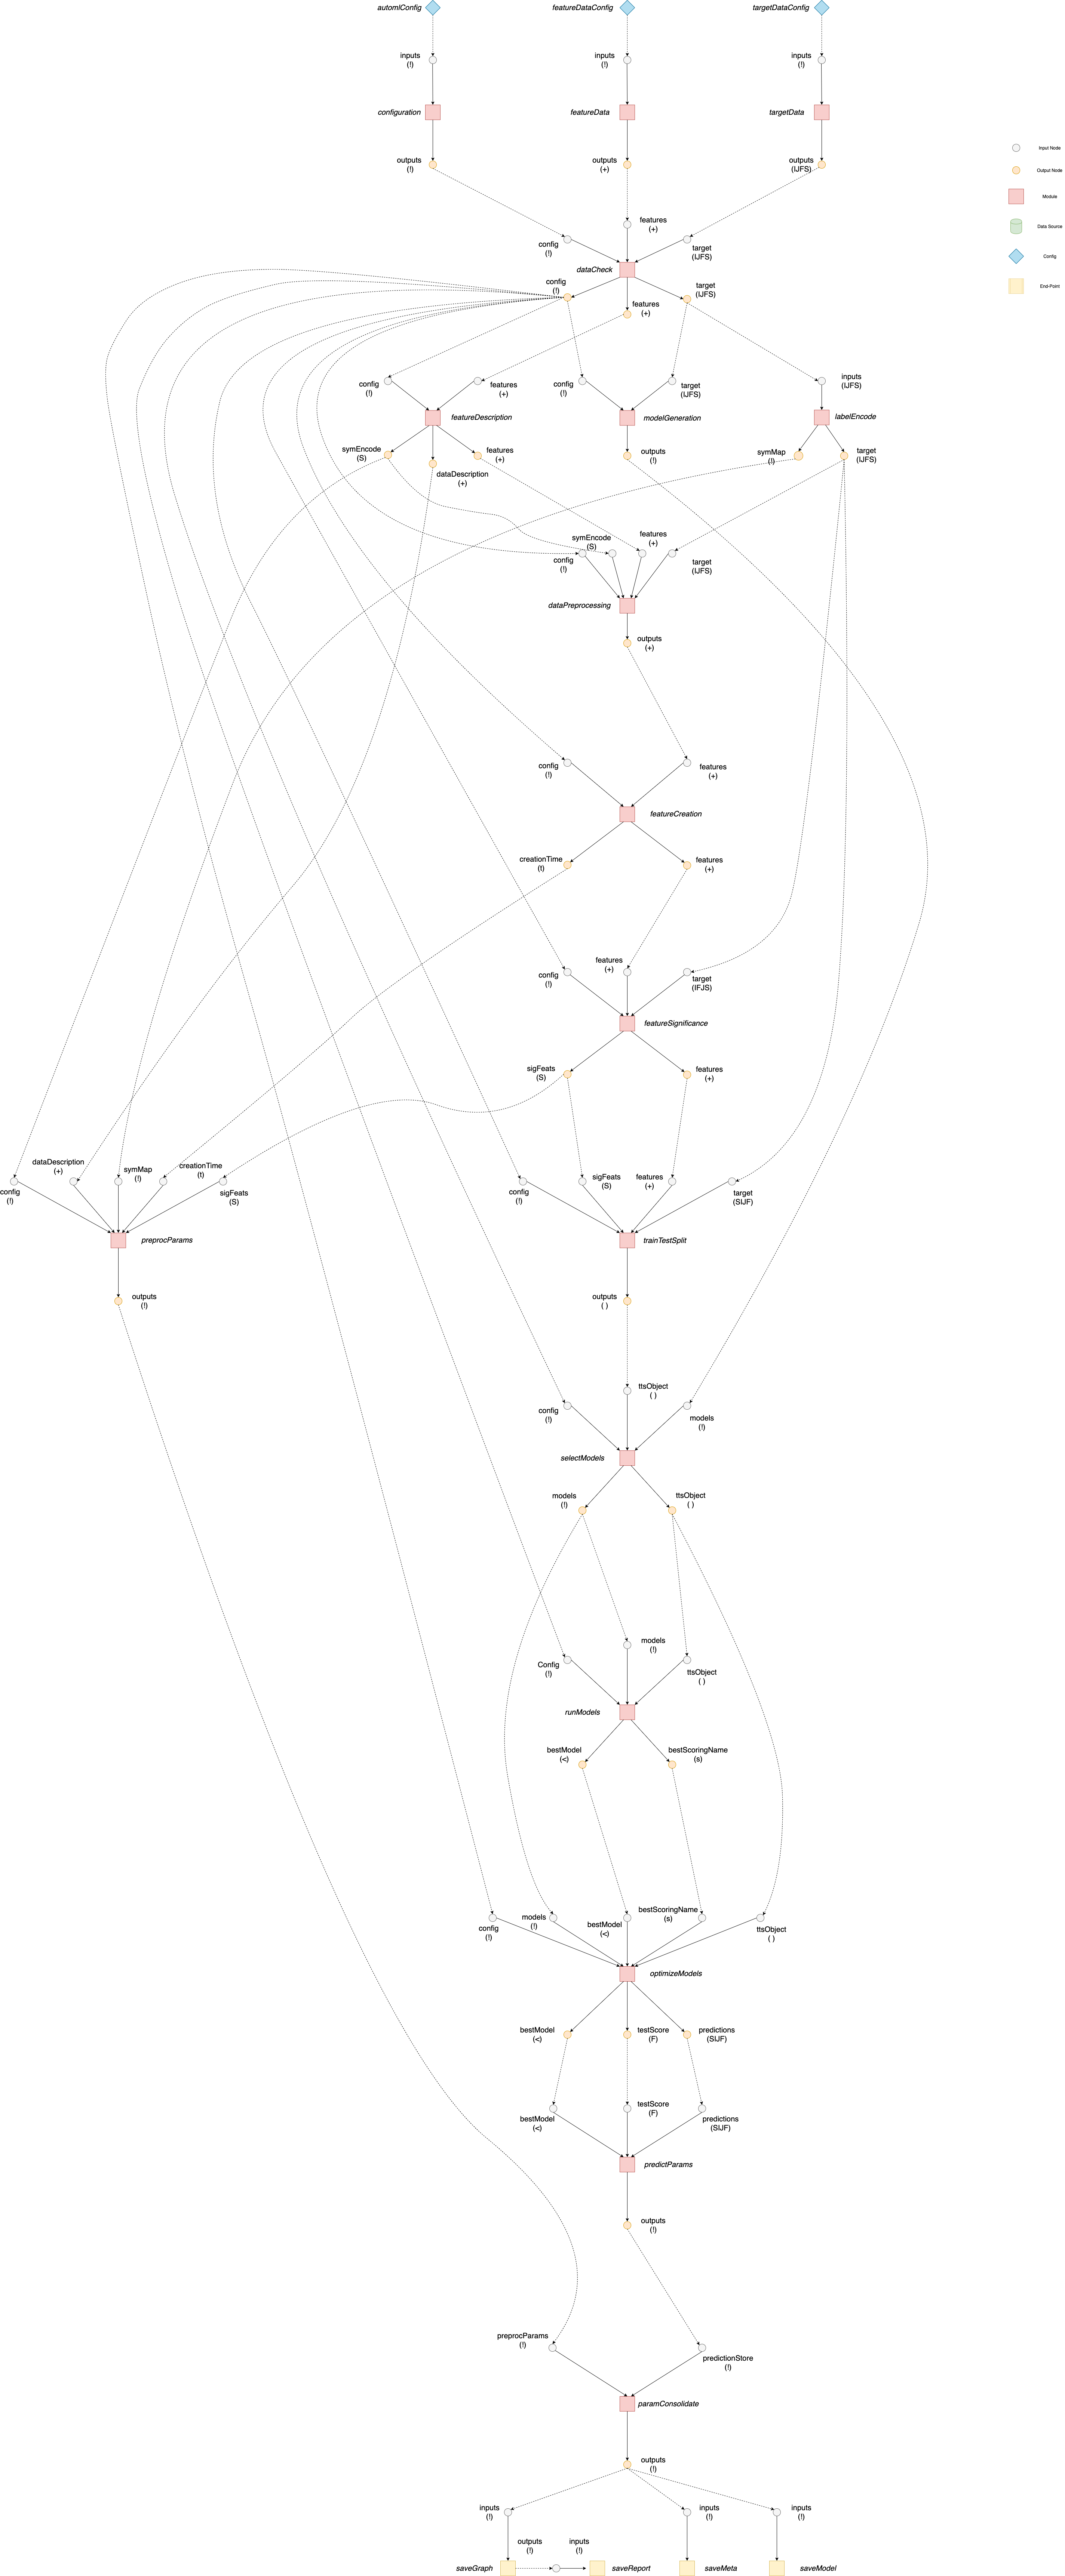 automlConfig
featureDataConfig
targetDataConfig
inputs
(!)
inputs
(!)
inputs
(!)
configuration
featureData
targetData
outputs
(!)
outputs
(+)
outputs
(IJFS)
Input Node
Output Node
Module
Data Source
Config
End-Point
config
(!)
features
(+)
target
(IJFS)
dataCheck
config
(!)
features
(+)
target
(IJFS)
config
(!)
features
(+)
config
(!)
target
(IJFS)
inputs
(IJFS)
featureDescription
modelGeneration
labelEncode
symEncode
(S)
dataDescription
(+)
features
(+)
outputs
(!)
symMap
(!)
target
(IJFS)
config
(!)
symEncode
(S)
features
(+)
target
(IJFS)
dataPreprocessing
outputs
(+)
config
(!)
features
(+)
featureCreation
creationTime
(t)
features
(+)
config
(!)
features
(+)
target
(IFJS)
featureSignificance
sigFeats
(S)
features
(+)
config
(!)
dataDescription
(+)
symMap
(!)
creationTime
(t)
sigFeats
(S)
config
(!)
sigFeats
(S)
features
(+)
target
(SIJF)
preprocParams
trainTestSplit
outputs
(!)
outputs
( )
config
(!)
ttsObject
( )
models
(!)
selectModels
models
(!)
ttsObject
( )
Config
(!)
models
(!)
ttsObject
( )
runModels
bestModel
(<)
bestScoringName
(s)
config
(!)
models
(!)
bestModel
(<)
bestScoringName
(s)
ttsObject
( )
optimizeModels
bestModel
(<)
testScore
(F)
predictions
(SIJF)
bestModel
(<)
testScore
(F)
predictions
(SIJF)
predictParams
outputs
(!)
preprocParams
(!)
predictionStore
(!)
paramConsolidate
outputs
(!)
inputs
(!)
inputs
(!)
inputs
(!)
outputs
(!)
inputs
(!)
saveGraph
saveReport
saveMeta
saveModel